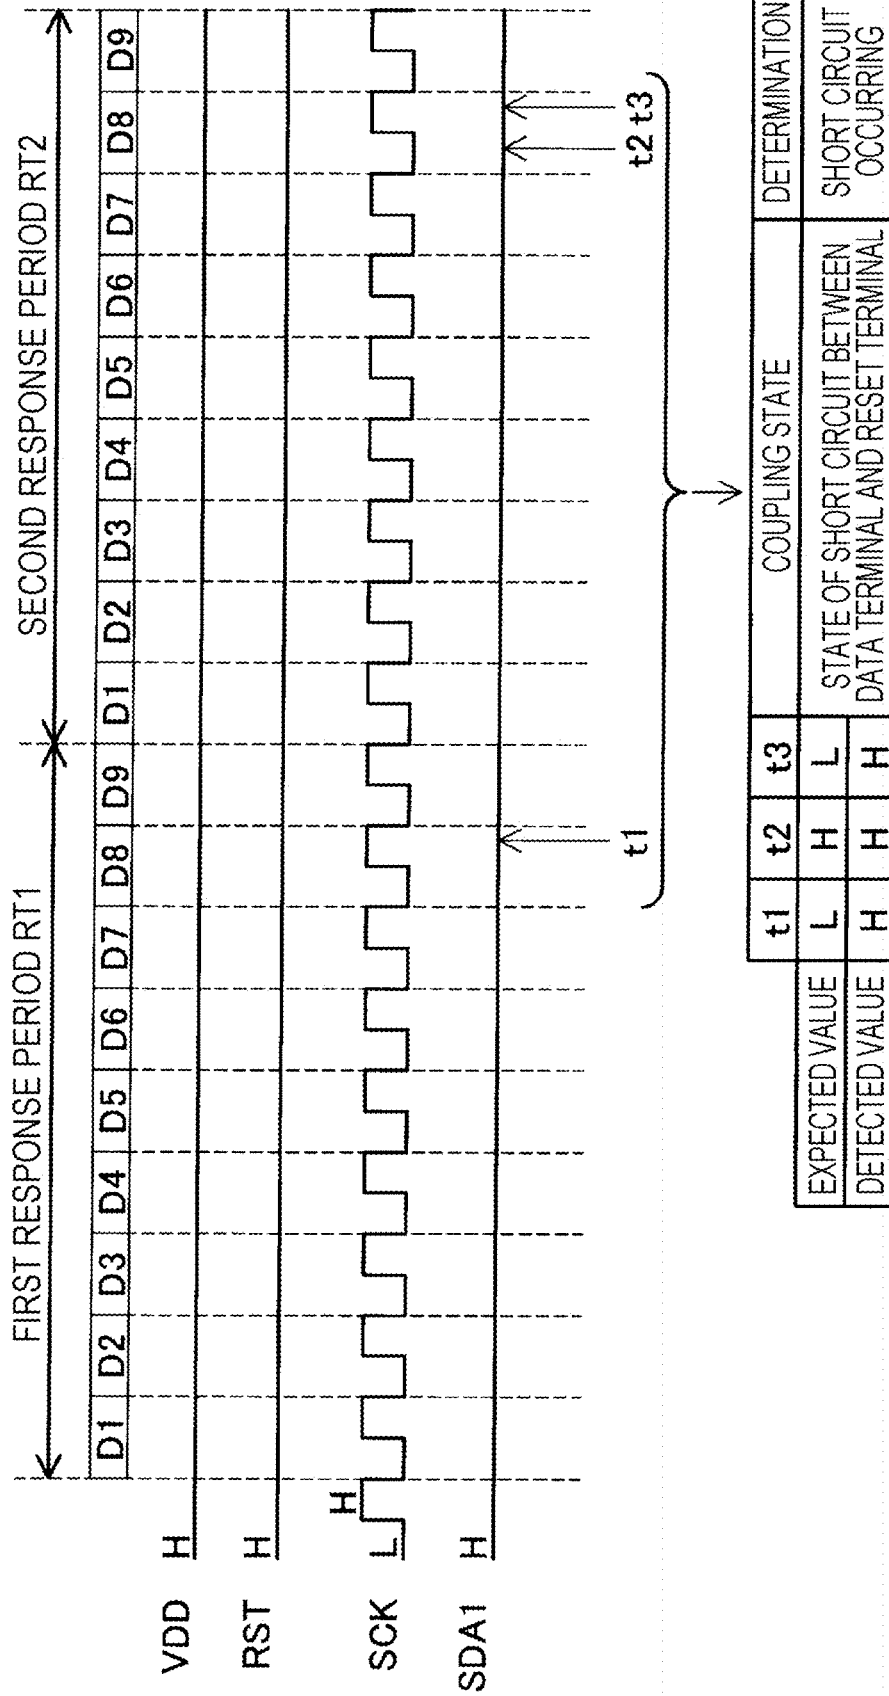 FIRST RESPONSE PERIOD RT1
SECOND RESPONSE PERIOD RT2
D1 D2 D3 D4 D5 D6 D7 D8 D9 D1 D2 D3 D4 D5 D6 D7 D8 D9
VDD H
RST H
SCK L H
SDA1 H
t1
t2 t3
t1 t2 t3 COUPLING STATE DETERMINATION
EXPECTED VALUE L H L
DETECTED VALUE H H H
STATE OF SHORT CIRCUIT BETWEEN
DATA TERMINAL AND RESET TERMINAL
SHORT CIRCUIT
OCCURRING